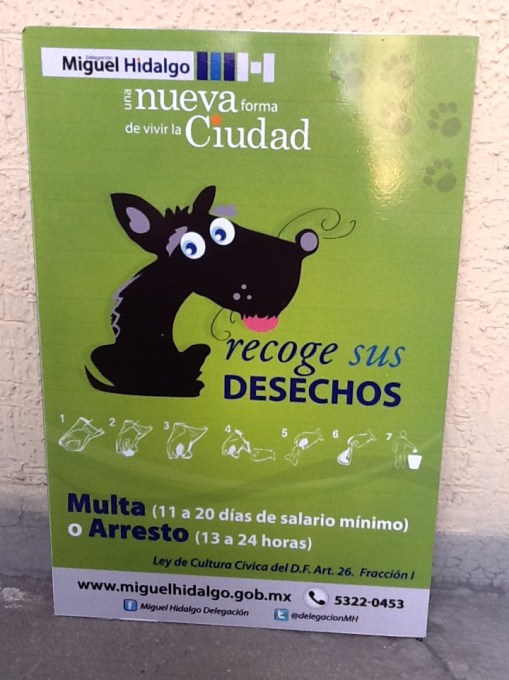 Delegación
Miguel Hidalgo
una nueva forma
de vivir la Ciudad
recoge sus
DESECHOS
1 2 3 4 5 6 7
Multa (11 a 20 días de salario mínimo)
o Arresto (13 a 24 horas)
Ley de Cultura Cívica del D.F. Art. 26. Fracción I
www.miguelhidalgo.gob.mx 5322-0453
f Miguel Hidalgo Delegación @delegacionMH